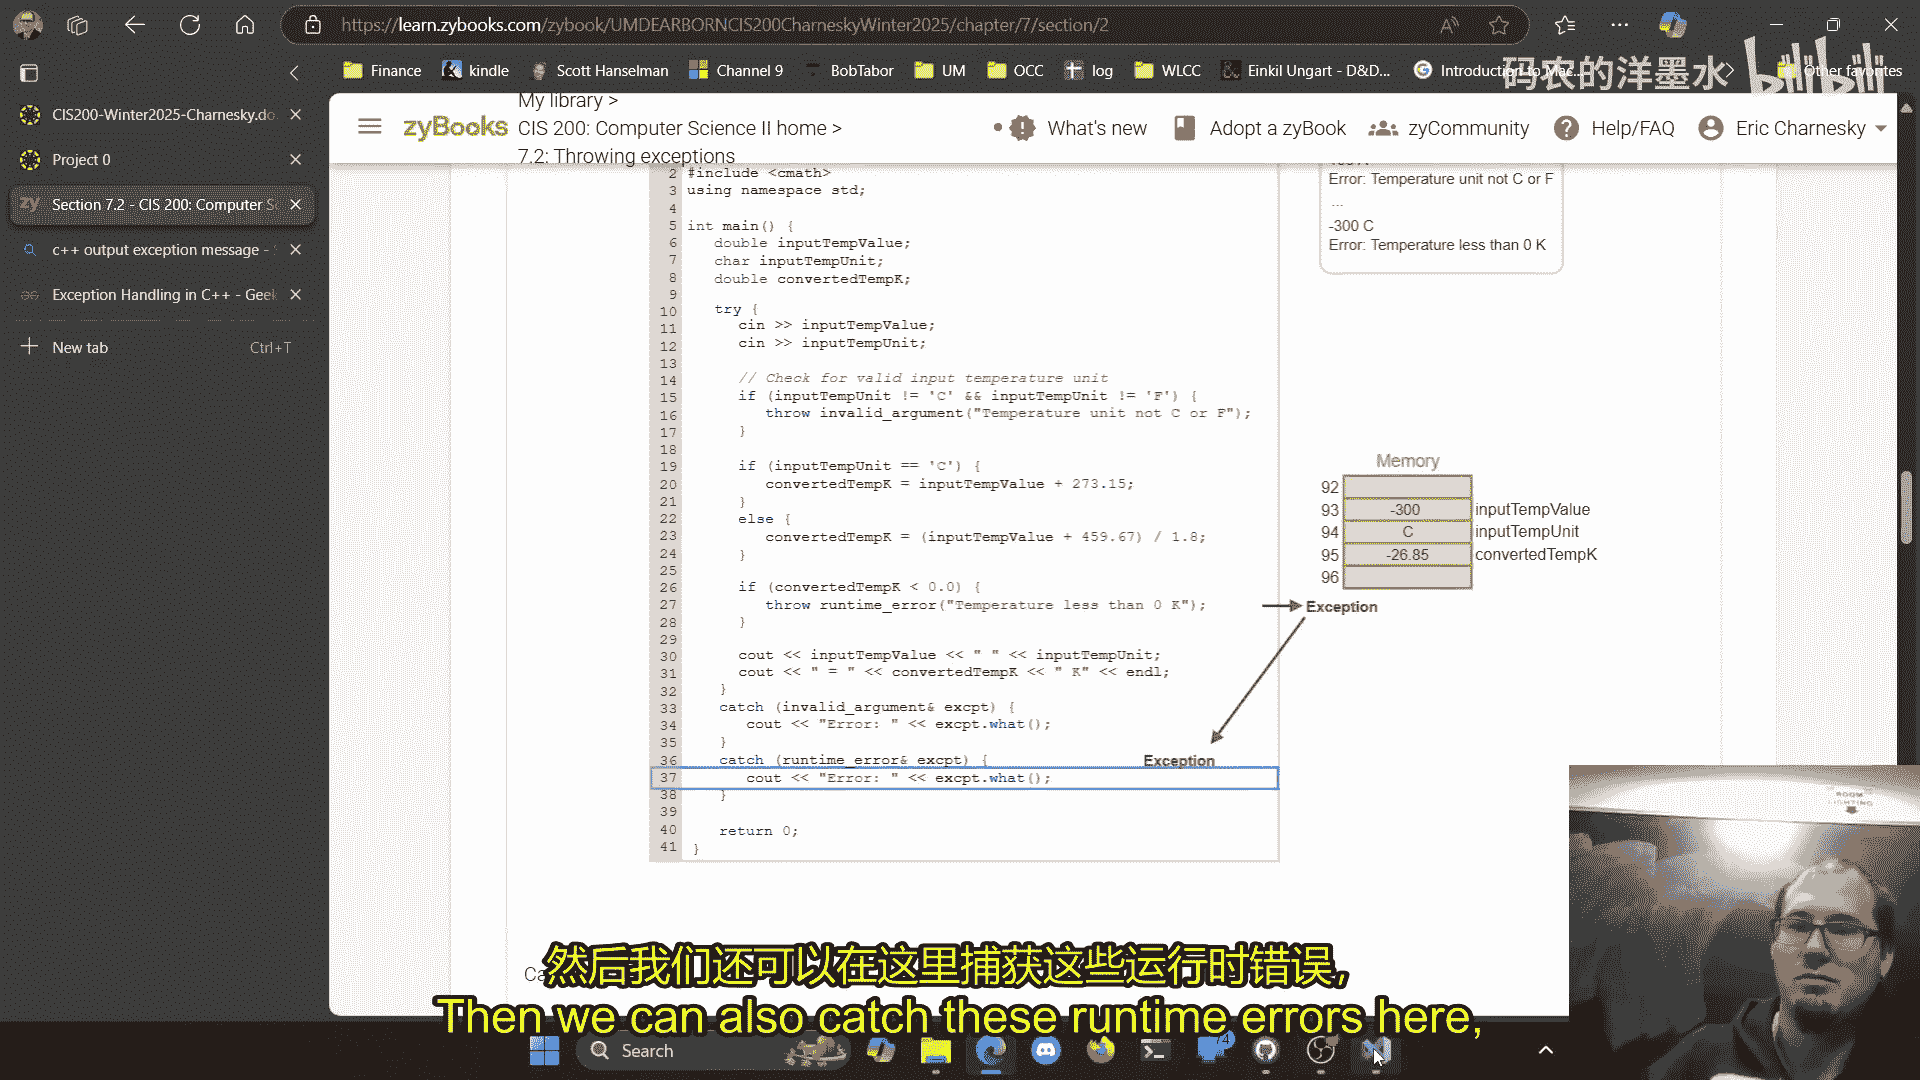 https://learn.zybooks.com/zybook/UMDEARBORNCIS200CharneskyWinter2025/chapter/7/section/2
Finance
kindle
Scott Hanselman
Channel 9
BobTabor
UM
OCC
log
WLCC
Einkil Ungart - D&D...
Introduction to Mac...
Other favorites
码农的洋墨水
bilibili
CIS200-Winter2025-Charnesky.do
Project 0
Section 7.2 - CIS 200: Computer Sc
c++ output exception message -
Exception Handling in C++ - Geek
New tab
Ctrl+T
zyBooks
My library >
CIS 200: Computer Science II home >
7.2: Throwing exceptions
What's new
Adopt a zyBook
zyCommunity
Help/FAQ
Eric Charnesky
2 #include <cmath>
3 using namespace std;
4
5 int main() {
6 double inputTempValue;
7 char inputTempUnit;
8 double convertedTempK;
9
10 try {
11 cin >> inputTempValue;
12 cin >> inputTempUnit;
13
14 // Check for valid input temperature unit
15 if (inputTempUnit != 'C' && inputTempUnit != 'F') {
16 throw invalid_argument("Temperature unit not C or F");
17 }
18
19 if (inputTempUnit == 'C') {
20 convertedTempK = inputTempValue + 273.15;
21 }
22 else {
23 convertedTempK = (inputTempValue + 459.67) / 1.8;
24 }
25
26 if (convertedTempK < 0.0) {
27 throw runtime_error("Temperature less than 0 K");
28 }
29
30 cout << inputTempValue << " " << inputTempUnit;
31 cout << " = " << convertedTempK << " K" << endl;
32 }
33 catch (invalid_argument& excpt) {
34 cout << "Error: " << excpt.what();
35 }
36 catch (runtime_error& excpt) {
37 cout << "Error: " << excpt.what();
38 }
39
40 return 0;
41 }
Error: Temperature unit not C or F
...
-300 C
Error: Temperature less than 0 K
Memory
92
93 -300 inputTempValue
94 C inputTempUnit
95 -26.85 convertedTempK
96
Exception
Exception
ROOM
LIGHTING
然后我们还可以在这里捕获这些运行时错误,
Then we can also catch these runtime errors here,
Search
74